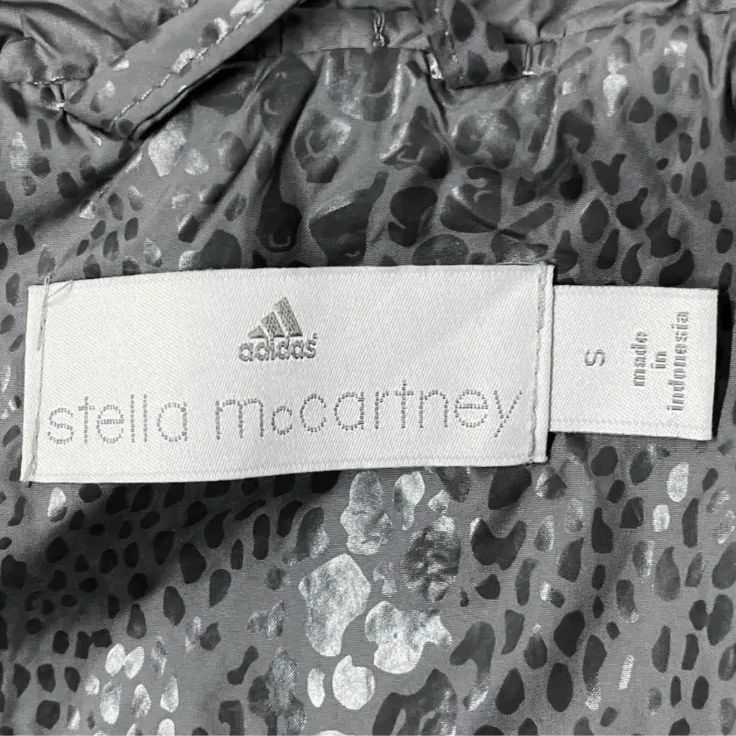 adidas
stella mccartney
S
made
in
indonesia